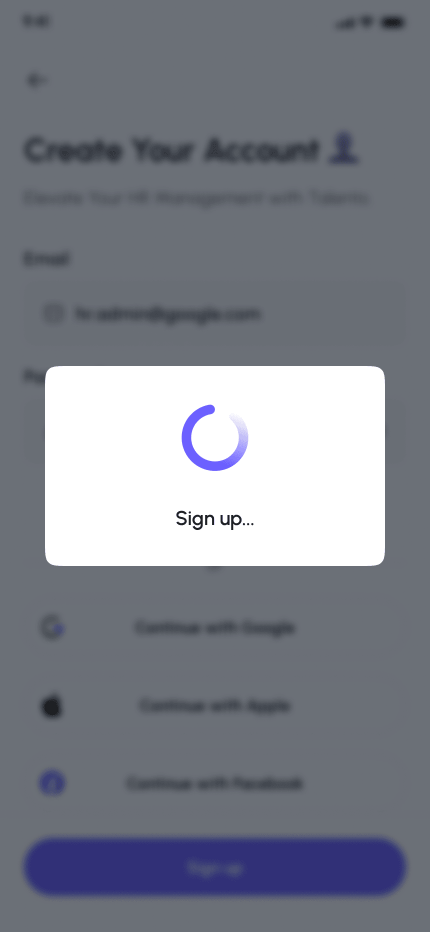 9:41
Create Your Account
Elevate Your HR Management with Talenta.
Email
hr.admin@google.com
Sign up...
Continue with Google
Continue with Apple
Continue with Facebook
Sign up